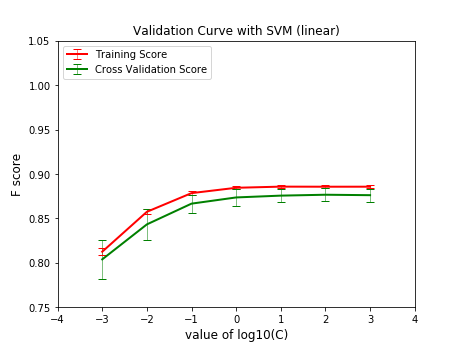 Validation Curve with SVM (linear)
Training Score
Cross Validation Score
F score
1.05
1.00
0.95
0.90
0.85
0.80
0.75
−4 −3 −2 −1 0 1 2 3 4
value of log10(C)